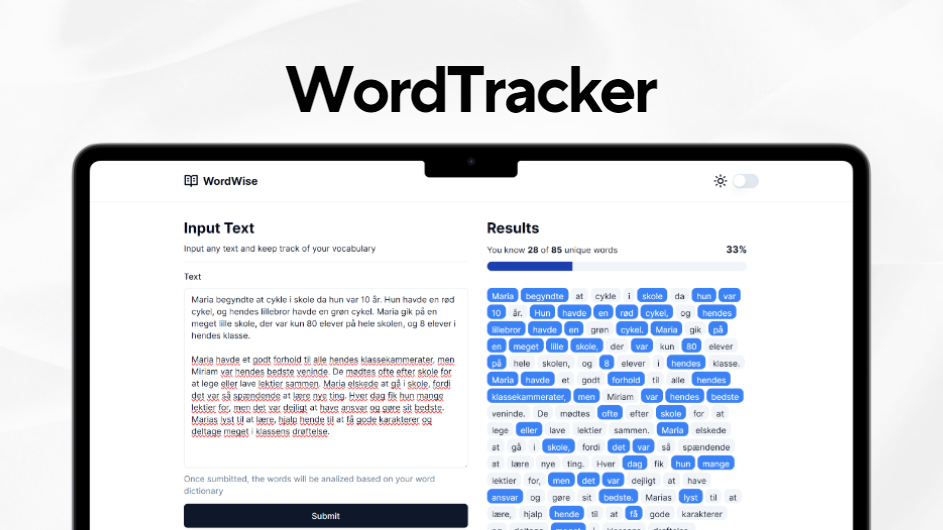 WordTracker
WordWise
Input Text
Input any text and keep track of your vocabulary
Text
Maria begyndte at cykle i skole da hun var 10 år. Hun havde en rød
cykel, og hendes lillebror havde en grøn cykel. Maria gik på en
meget lille skole, der var kun 80 elever på hele skolen, og 8 elever i
hendes klasse.
Maria havde et godt forhold til alle hendes klassekammerater, men
Miriam var hendes bedste veninde. De mødtes ofte efter skole for
at lege eller lave lektier sammen. Maria elskede at gå i skole, fordi
det var så spændende at lære nye ting. Hver dag fik hun mange
lektier for, men det var dejligt at have ansvar og gøre sit bedste.
Marias lyst til at lære, hjalp hende til at få gode karakterer og
deltage meget i klassens drøftelse.
Once sumbitted, the words will be analized based on your word
dictionary
Submit
Results
You know 28 of 85 unique words
33%
Maria begyndte at cykle i skole da hun var
10 år. Hun havde en rød cykel, og hendes
lillebror havde en grøn cykel. Maria gik på
en meget lille skole, der var kun 80 elever
på hele skolen, og 8 elever i hendes klasse.
Maria havde et godt forhold til alle hendes
klassekammerater, men Miriam var hendes bedste
veninde. De mødtes ofte efter skole for at
lege eller lave lektier sammen. Maria elskede
at gå i skole, fordi det var så spændende
at lære nye ting. Hver dag fik hun mange
lektier for, men det var dejligt at have
ansvar og gøre sit bedste. Marias lyst til at
lære, hjalp hende til at få gode karakterer
og deltage meget i klassens drøftelse.